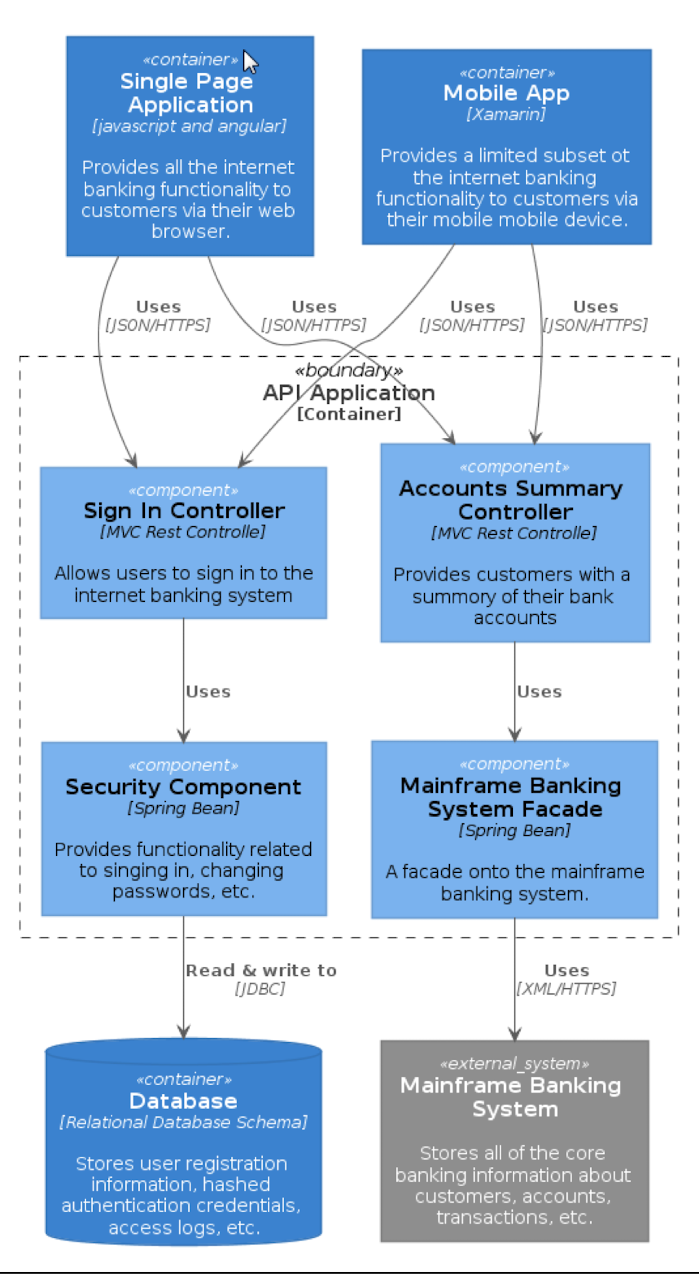 «container»
Single Page
Application
[javascript and angular]
Provides all the internet
banking functionality to
customers via their web
browser.
«container»
Mobile App
[Xamarin]
Provides a limited subset ot
the internet banking
functionality to customers via
their mobile mobile device.
Uses
[JSON/HTTPS]
Uses
[JSON/HTTPS]
Uses
[JSON/HTTPS]
Uses
[JSON/HTTPS]
«boundary»
API Application
[Container]
«component»
Sign In Controller
[MVC Rest Controlle]
Allows users to sign in to the
internet banking system
«component»
Accounts Summary
Controller
[MVC Rest Controlle]
Provides customers with a
summory of their bank
accounts
Uses
Uses
«component»
Security Component
[Spring Bean]
Provides functionality related
to singing in, changing
passwords, etc.
«component»
Mainframe Banking
System Facade
[Spring Bean]
A facade onto the mainframe
banking system.
Read & write to
[JDBC]
Uses
[XML/HTTPS]
«container»
Database
[Relational Database Schema]
Stores user registration
information, hashed
authentication credentials,
access logs, etc.
«external_system»
Mainframe Banking
System
Stores all of the core
banking information about
customers, accounts,
transactions, etc.